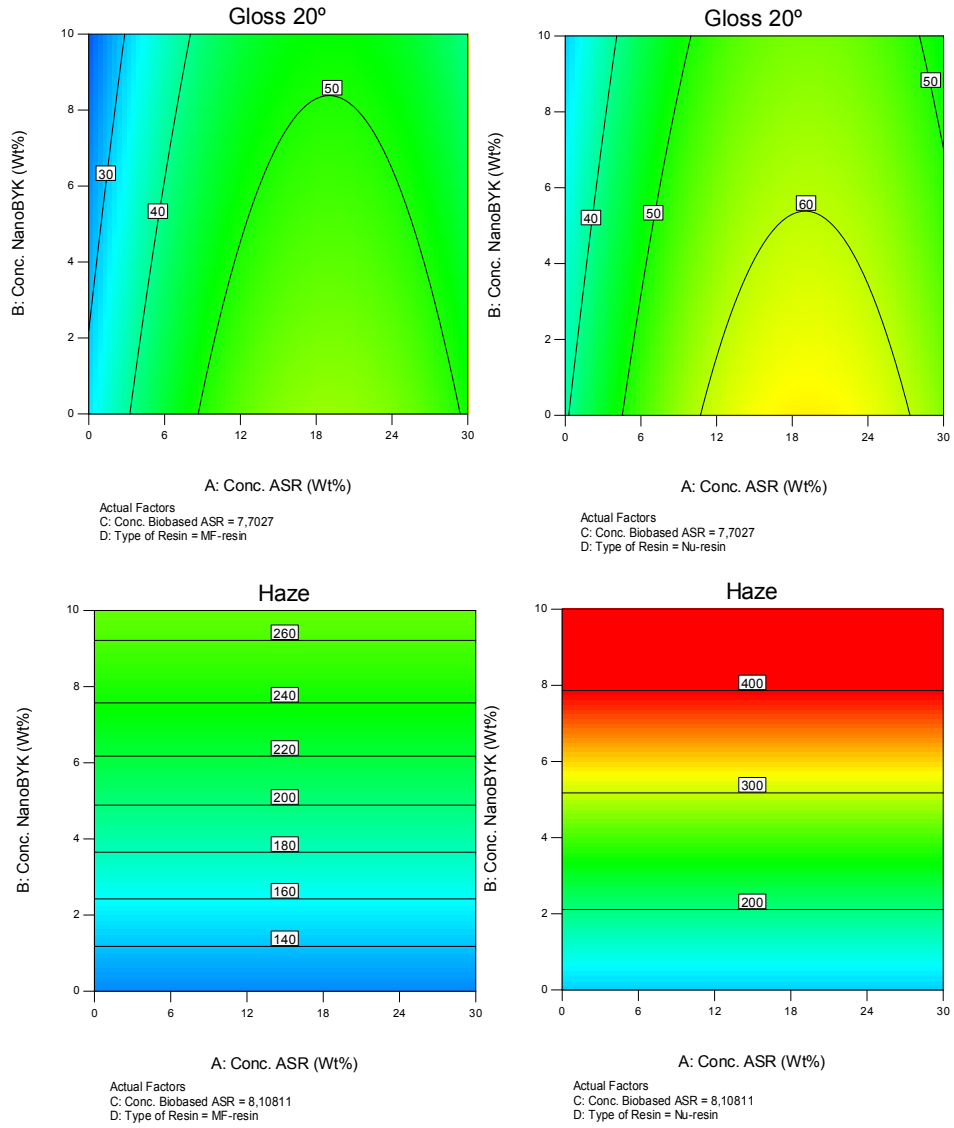 Gloss 20º
B: Conc. NanoBYK (Wt%)
10
8
6
4
2
0
50
30
40
0
6
12
18
24
30
A: Conc. ASR (Wt%)
Actual Factors
C: Conc. Biobased ASR = 7,7027
D: Type of Resin = MF-resin
Gloss 20º
B: Conc. NanoBYK (Wt%)
10
8
6
4
2
0
50
60
40
50
0
6
12
18
24
30
A: Conc. ASR (Wt%)
Actual Factors
C: Conc. Biobased ASR = 7,7027
D: Type of Resin = Nu-resin
Haze
B: Conc. NanoBYK (Wt%)
10
8
6
4
2
0
260
240
220
200
180
160
140
0
6
12
18
24
30
A: Conc. ASR (Wt%)
Actual Factors
C: Conc. Biobased ASR = 8,10811
D: Type of Resin = MF-resin
Haze
B: Conc. NanoBYK (Wt%)
10
8
6
4
2
0
400
300
200
0
6
12
18
24
30
A: Conc. ASR (Wt%)
Actual Factors
C: Conc. Biobased ASR = 8,10811
D: Type of Resin = Nu-resin